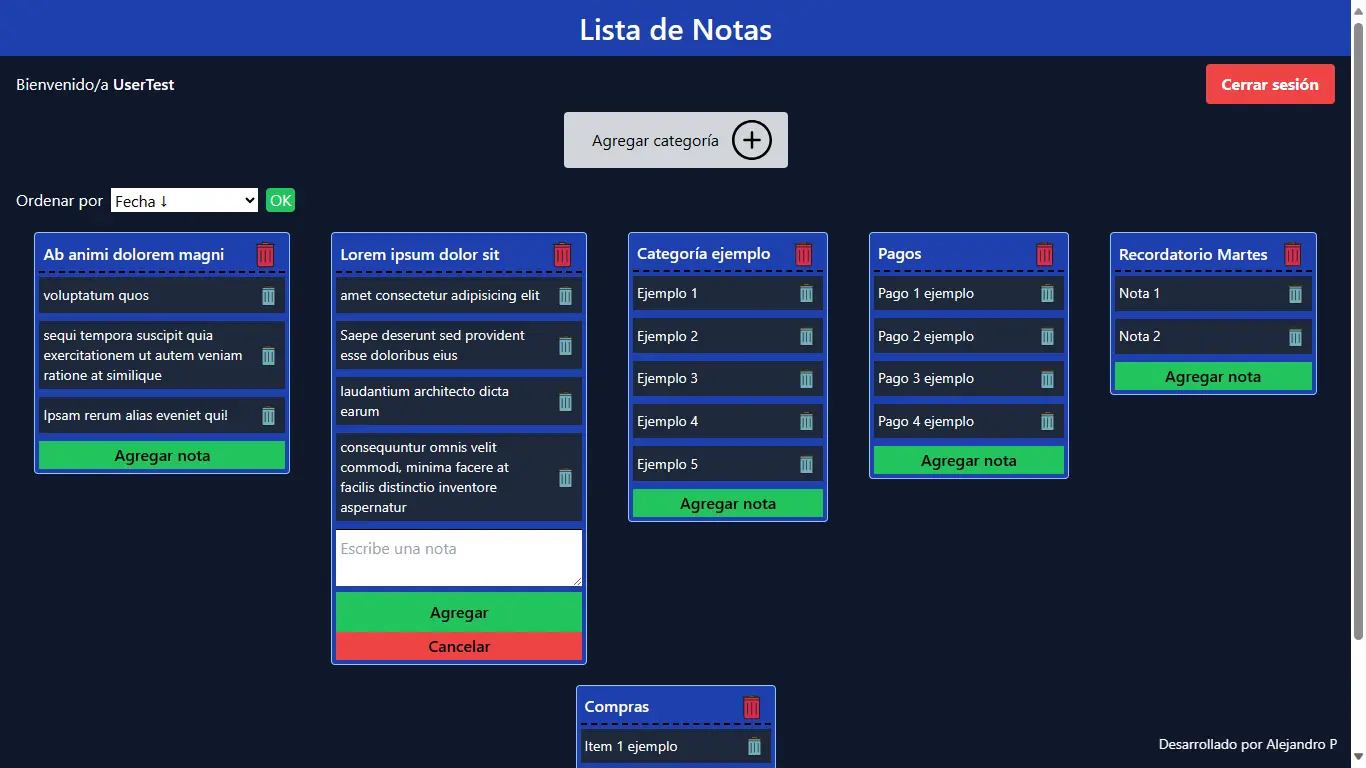 Lista de Notas
Bienvenido/a UserTest
Cerrar sesión
Agregar categoría
Ordenar por Fecha ↓ OK
Ab animi dolorem magni
voluptatum quos
sequi tempora suscipit quia
exercitationem ut autem veniam
ratione at similique
Ipsam rerum alias eveniet qui!
Agregar nota
Lorem ipsum dolor sit
amet consectetur adipisicing elit
Saepe deserunt sed provident
esse doloribus eius
laudantium architecto dicta
earum
consequuntur omnis velit
commodi, minima facere at
facilis distinctio inventore
aspernatur
Escribe una nota
Agregar
Cancelar
Categoría ejemplo
Ejemplo 1
Ejemplo 2
Ejemplo 3
Ejemplo 4
Ejemplo 5
Agregar nota
Pagos
Pago 1 ejemplo
Pago 2 ejemplo
Pago 3 ejemplo
Pago 4 ejemplo
Agregar nota
Recordatorio Martes
Nota 1
Nota 2
Agregar nota
Compras
Item 1 ejemplo
Desarrollado por Alejandro P